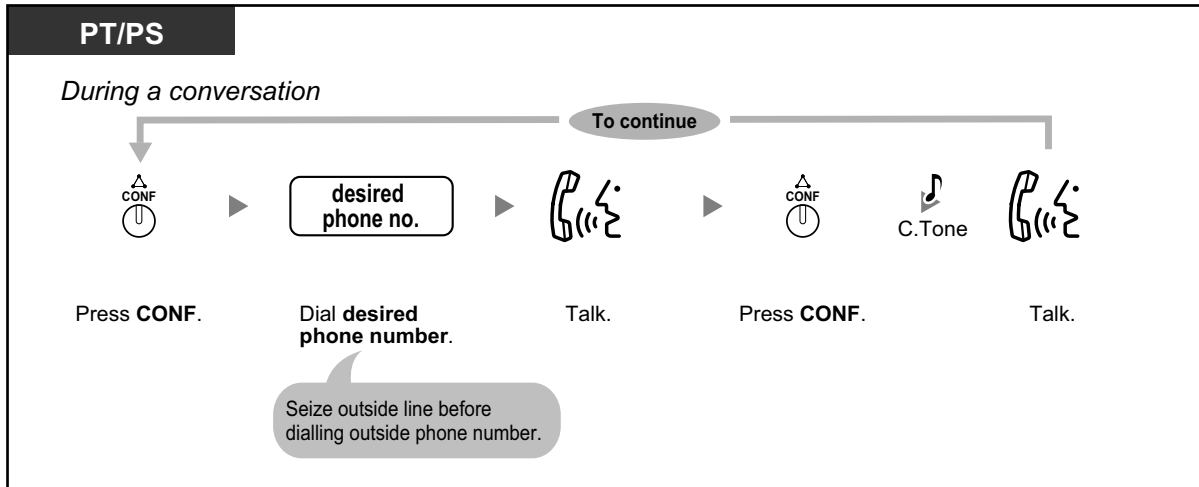 PT/PS
During a conversation
To continue
CONF
desired
phone no.
CONF
C.Tone
Press CONF.
Dial desired
phone number.
Talk.
Press CONF.
Talk.
Seize outside line before
dialling outside phone number.